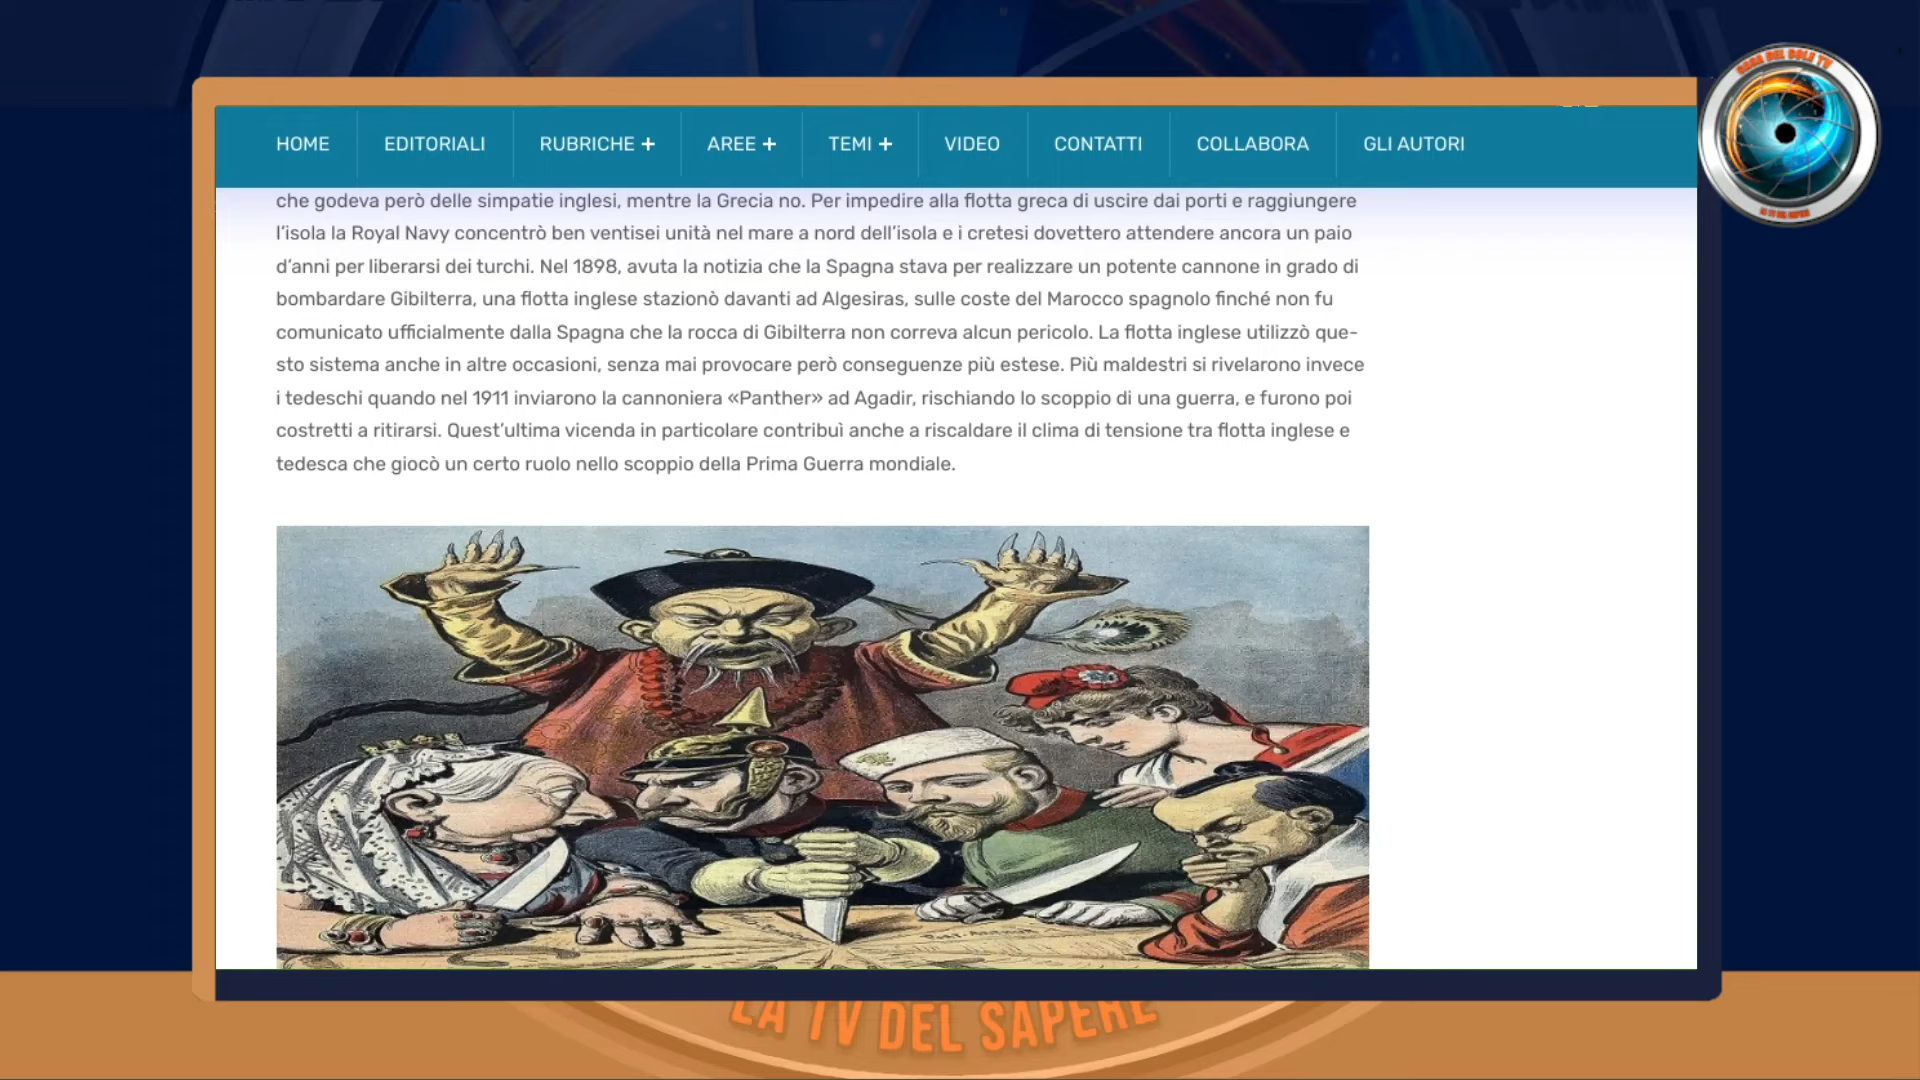 CASA DEL SOLE TV
HOME EDITORIALI RUBRICHE + AREE + TEMI + VIDEO CONTATTI COLLABORA GLI AUTORI
che godeva però delle simpatie inglesi, mentre la Grecia no. Per impedire alla flotta greca di uscire dai porti e raggiungere
l’isola la Royal Navy concentrò ben ventisei unità nel mare a nord dell’isola e i cretesi dovettero attendere ancora un paio
d’anni per liberarsi dei turchi. Nel 1898, avuta la notizia che la Spagna stava per realizzare un potente cannone in grado di
bombardare Gibilterra, una flotta inglese stazionò davanti ad Algesiras, sulle coste del Marocco spagnolo finché non fu
comunicato ufficialmente dalla Spagna che la rocca di Gibilterra non correva alcun pericolo. La flotta inglese utilizzò que-
sto sistema anche in altre occasioni, senza mai provocare però conseguenze più estese. Più maldestri si rivelarono invece
i tedeschi quando nel 1911 inviarono la cannoniera «Panther» ad Agadir, rischiando lo scoppio di una guerra, e furono poi
costretti a ritirarsi. Quest’ultima vicenda in particolare contribuì anche a riscaldare il clima di tensione tra flotta inglese e
tedesca che giocò un certo ruolo nello scoppio della Prima Guerra mondiale.
LA TV DEL SAPERE
LA TV DEL SAPERE